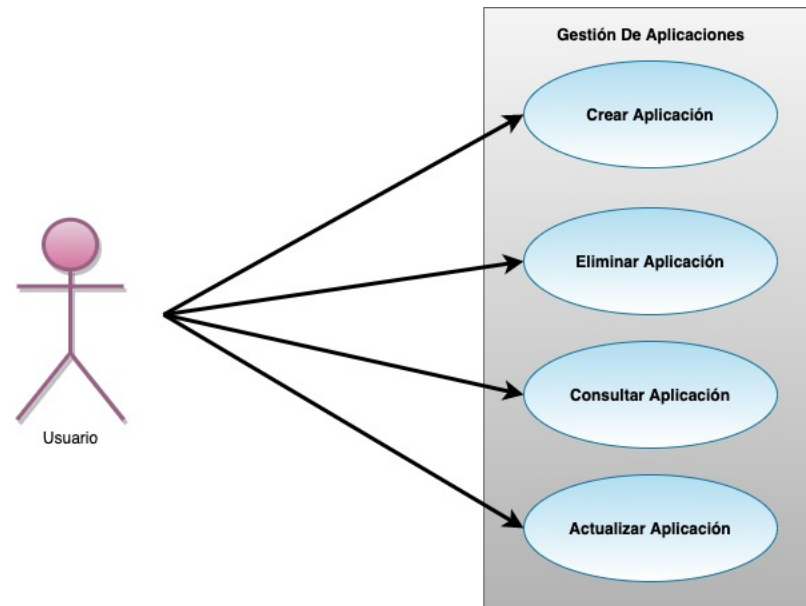 Gestión De Aplicaciones
Crear Aplicación
Eliminar Aplicación
Consultar Aplicación
Actualizar Aplicación
Usuario